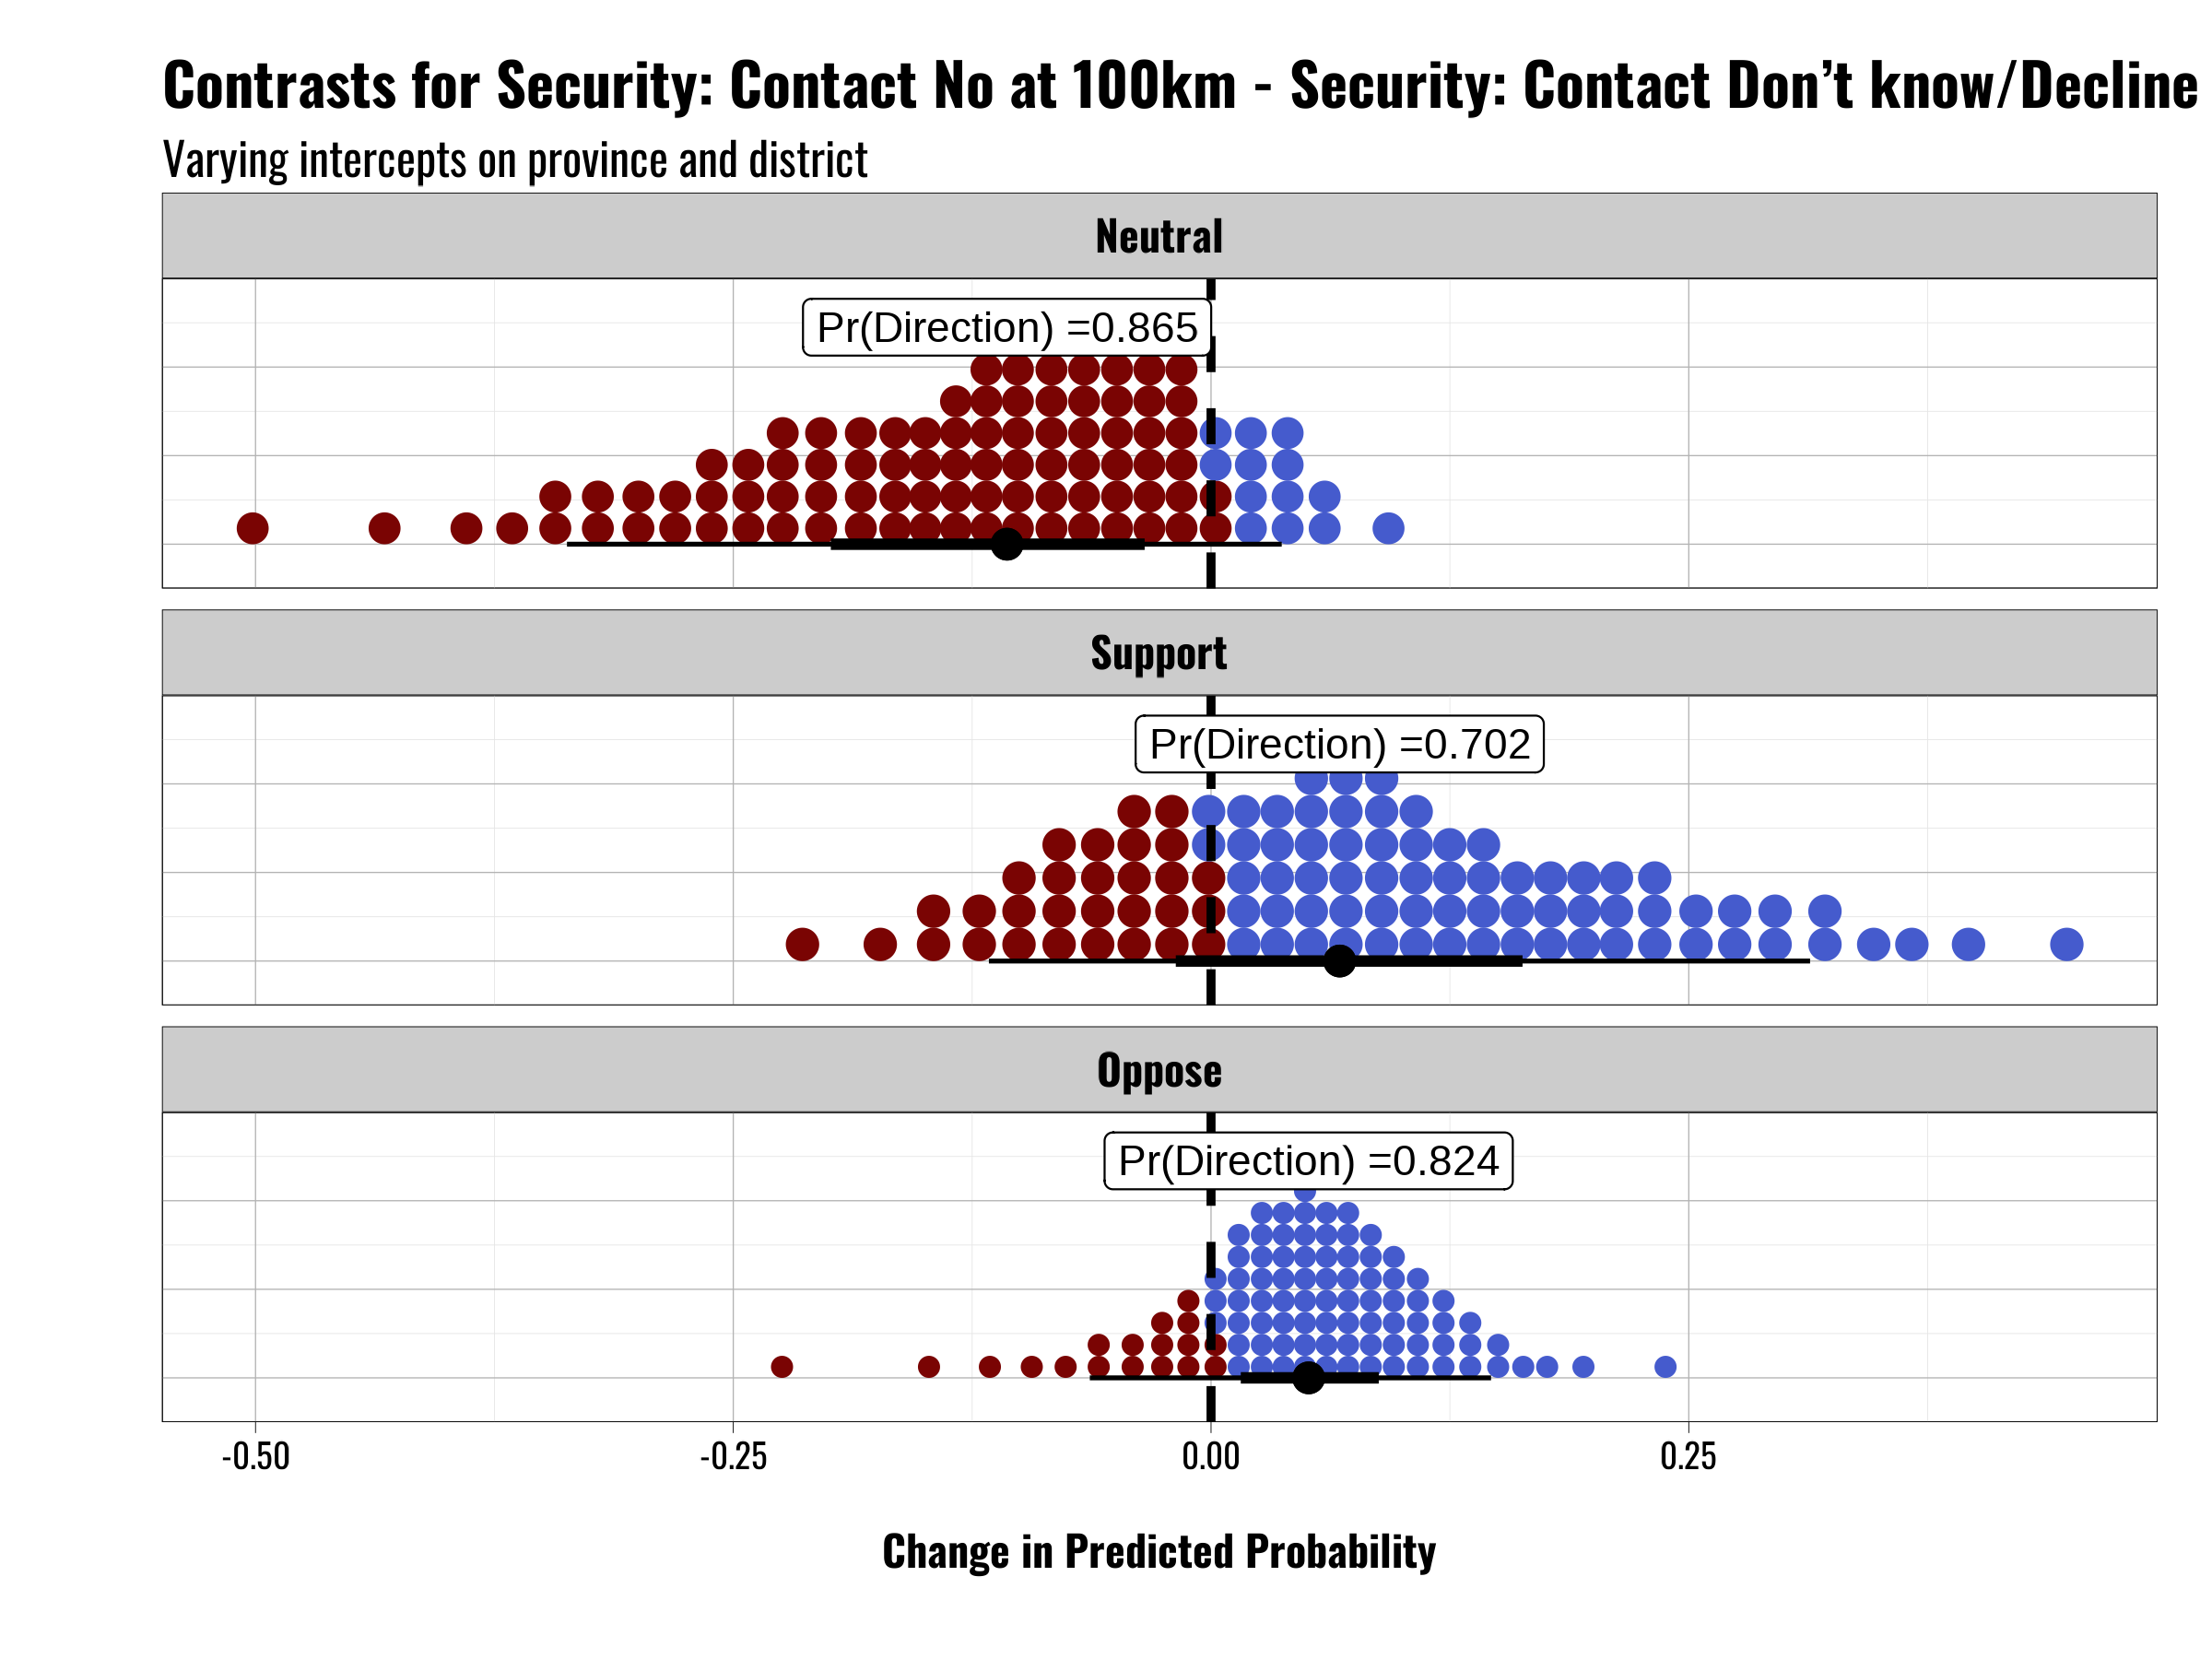 Contrasts for Security: Contact No at 100km - Security: Contact Don’t know/Decline
Varying intercepts on province and district
Neutral
Pr(Direction) =0.865
Support
Pr(Direction) =0.702
Oppose
Pr(Direction) =0.824
-0.50 -0.25 0.00 0.25
Change in Predicted Probability